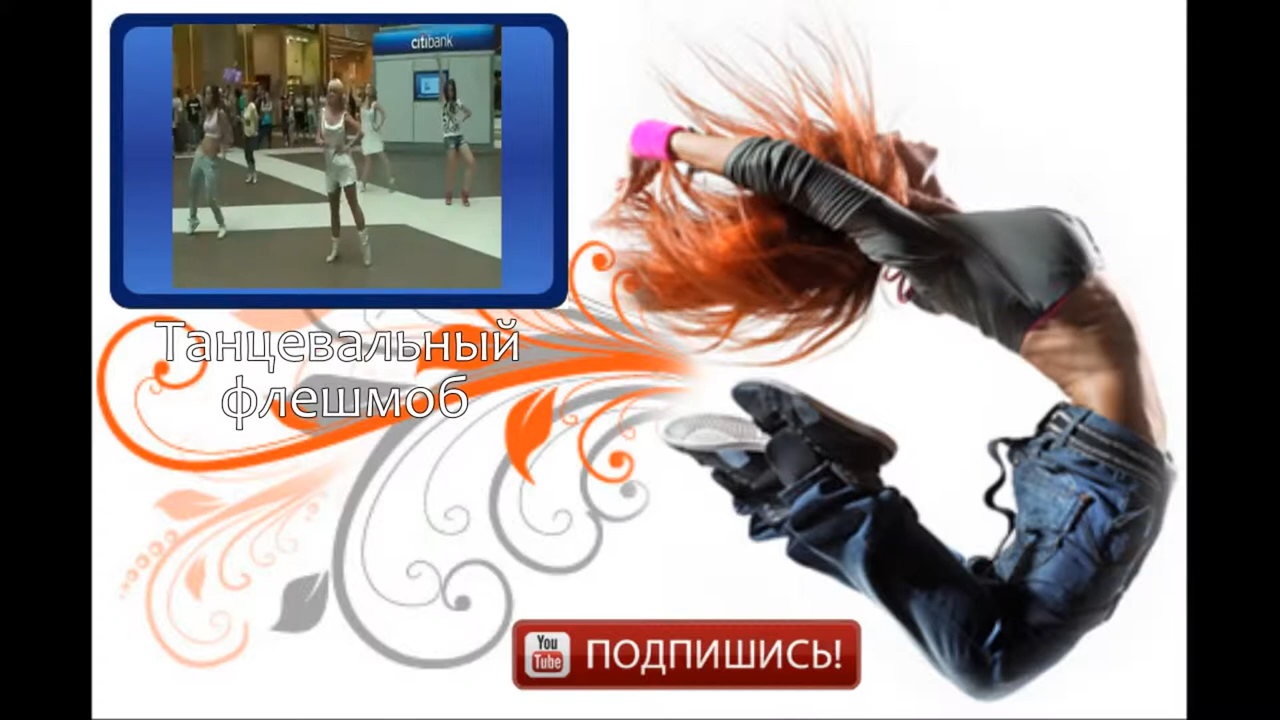 citibank
Танцевальный
флешмоб
You
Tube
ПОДПИШИСЬ!